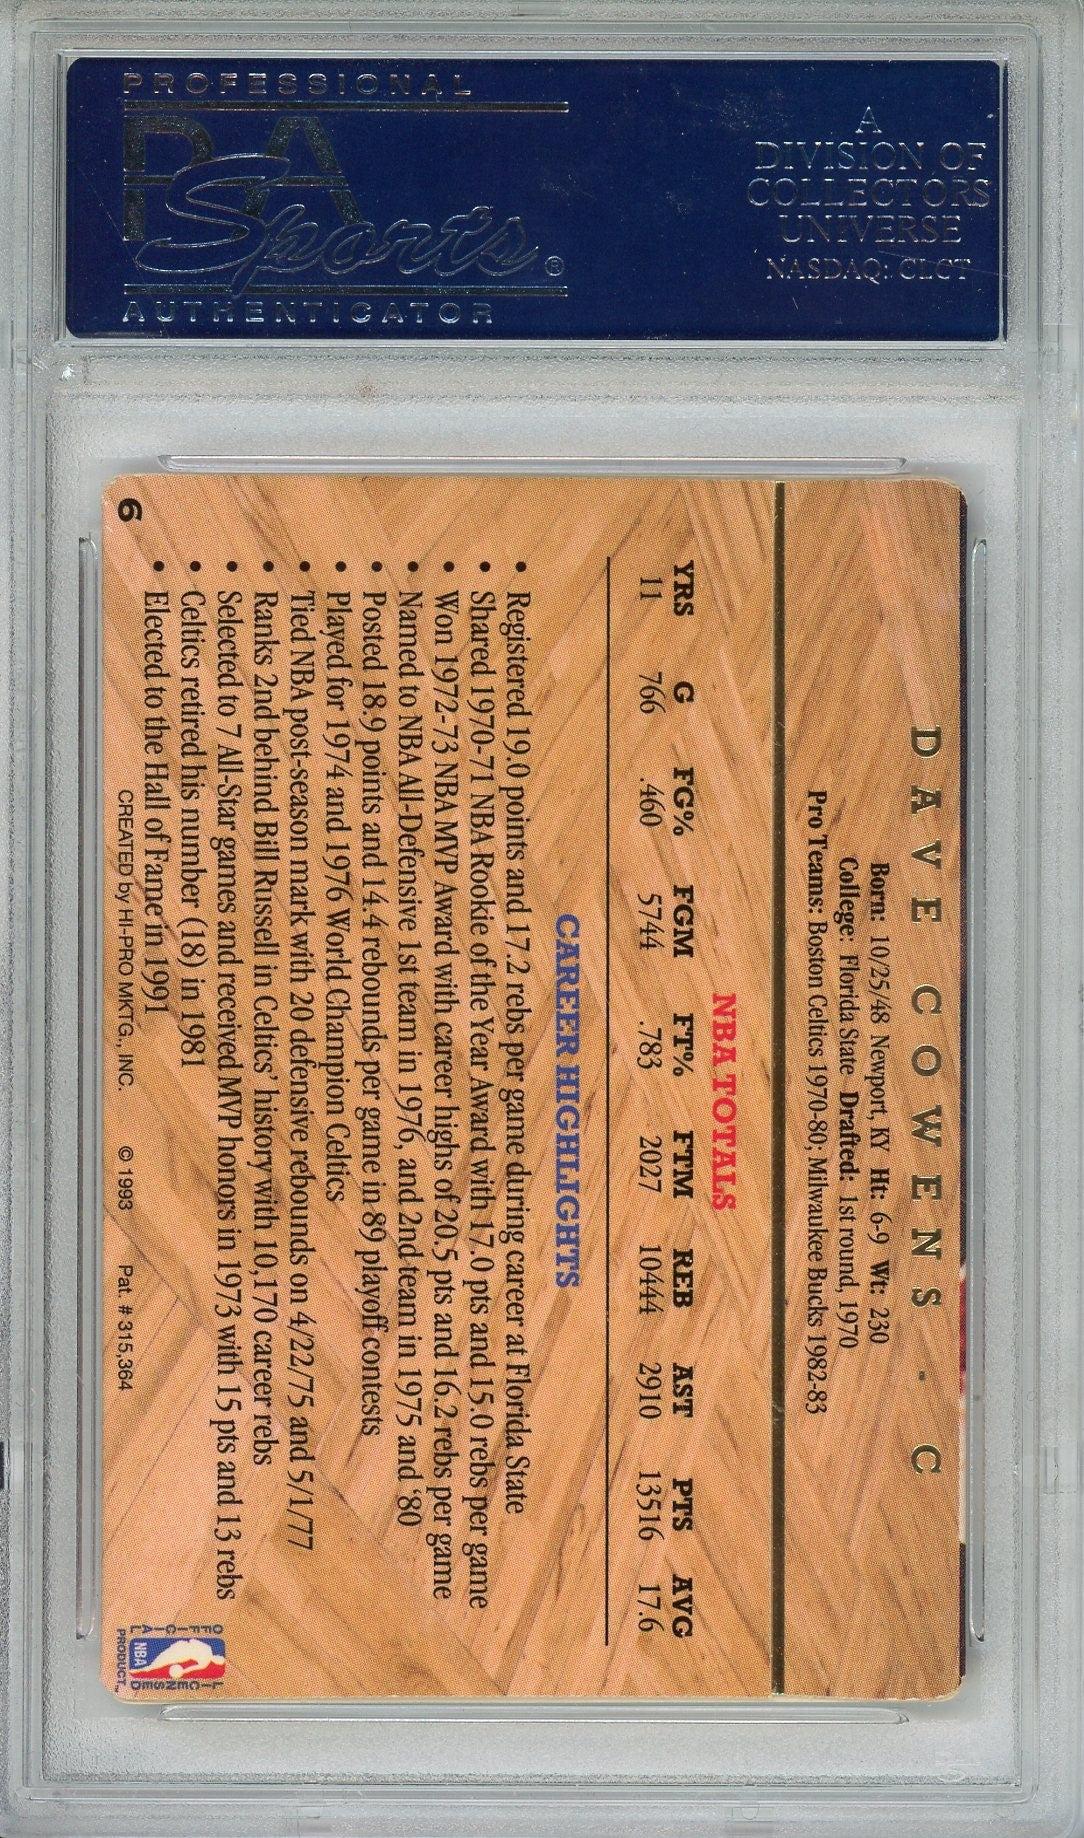 PROFESSIONAL
PSA
Sports®
AUTHENTICATOR
A
DIVISION OF
COLLECTORS
UNIVERSE
NASDAQ: CLCT
DAVE COWENS · C
Born: 10/25/48 Newport, KY Ht: 6-9 Wt: 230
College: Florida State Drafted: 1st round, 1970
Pro Teams: Boston Celtics 1970-80; Milwaukee Bucks 1982-83
NBA TOTALS
YRS G FG% FGM FT% FTM REB AST PTS AVG
11 766 .460 5744 .783 2027 10444 2910 13516 17.6
CAREER HIGHLIGHTS
• Registered 19.0 points and 17.2 rebs per game during career at Florida State
• Shared 1970-71 NBA Rookie of the Year Award with 17.0 pts and 15.0 rebs per game
• Won 1972-73 NBA MVP Award with career highs of 20.5 pts and 16.2 rebs per game
• Named to NBA All-Defensive 1st team in 1976, and 2nd team in 1975 and ‘80
• Posted 18.9 points and 14.4 rebounds per game in 89 playoff contests
• Played for 1974 and 1976 World Champion Celtics
• Tied NBA post-season mark with 20 defensive rebounds on 4/22/75 and 5/1/77
• Ranks 2nd behind Bill Russell in Celtics’ history with 10,170 career rebs
• Selected to 7 All-Star games and received MVP honors in 1973 with 15 pts and 13 rebs
• Celtics retired his number (18) in 1981
• Elected to the Hall of Fame in 1991
6
CREATED by HI-PRO MKTG., INC. © 1993 Pat. # 315,364
OFFICIAL
NBA
LICENSED
PRODUCT™